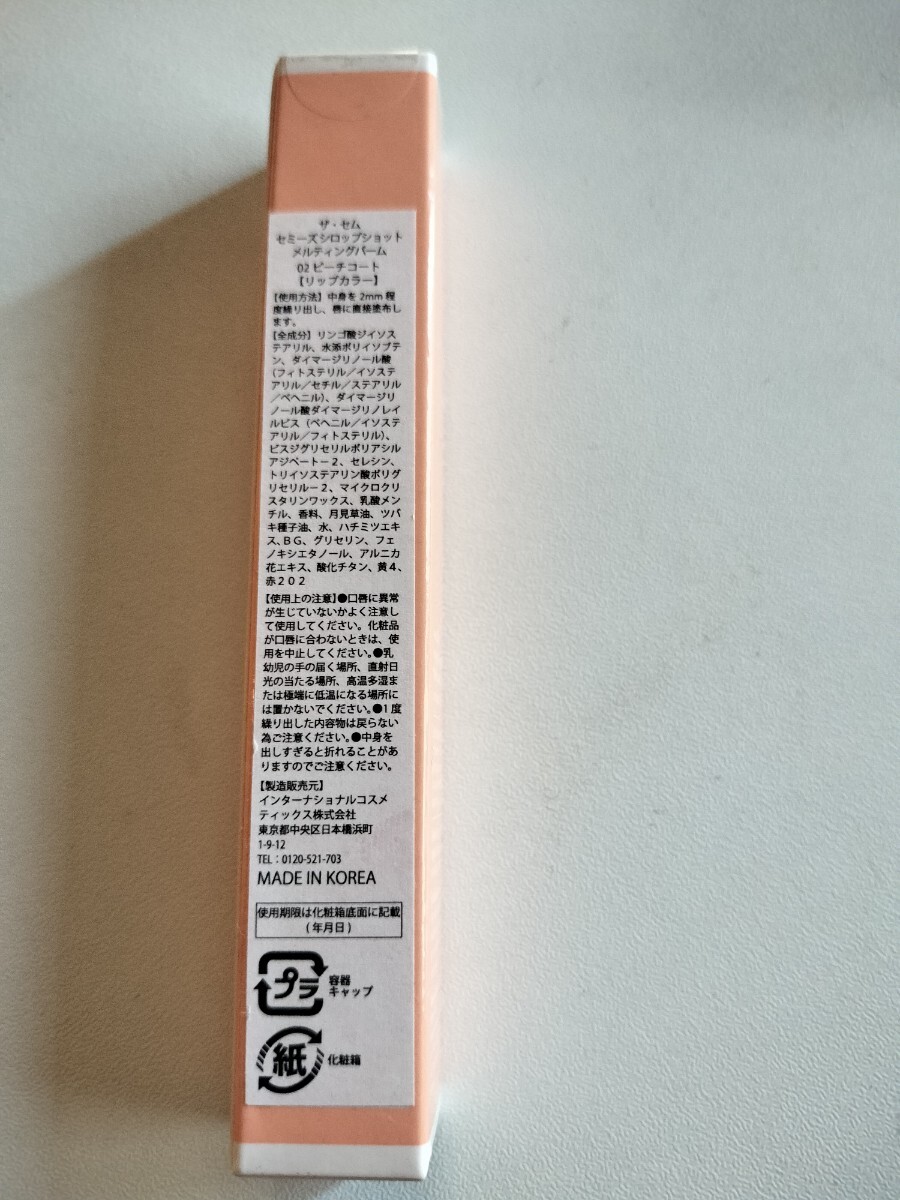 ザ・セム
セミーズシロップショット
メルティングバーム
02 ピーチコート
【リップカラー】
【使用方法】中身を 2mm 程
度繰り出し、唇に直接塗布し
ます。
【全成分】リンゴ酸ジイソス
テアリル、水添ポリイソブテ
ン、ダイマージリノール酸
（フィトステリル／イソステ
アリル／セチル／ステアリル
／ベヘニル）、ダイマージリ
ノール酸ダイマージリノレイ
ルビス（ベヘニル／イソステ
アリル／フィトステリル）、
ビスジグリセリルポリアシル
アジペート－２、セレシン、
トリイソステアリン酸ポリグ
リセリル－２、マイクロクリ
スタリンワックス、乳酸メン
チル、香料、月見草油、ツバ
キ種子油、水、ハチミツエキ
ス、ＢＧ、グリセリン、フェ
ノキシエタノール、アルニカ
花エキス、酸化チタン、黄４、
赤２０２
【使用上の注意】●口唇に異常
が生じていないかよく注意し
て使用してください。化粧品
が口唇に合わないときは、使
用を中止してください。●乳
幼児の手の届く場所、直射日
光の当たる場所、高温多湿ま
たは極端に低温になる場所に
は置かないでください。●1 度
繰り出した内容物は戻らない
為ご注意ください。●中身を
出しすぎると折れることがあ
りますのでご注意ください。
【製造販売元】
インターナショナルコスメ
ティックス株式会社
東京都中央区日本橋浜町
1-9-12
TEL：0120-521-703
MADE IN KOREA
使用期限は化粧箱底面に記載
（年月日）
プラ 容器
キャップ
紙 化粧箱